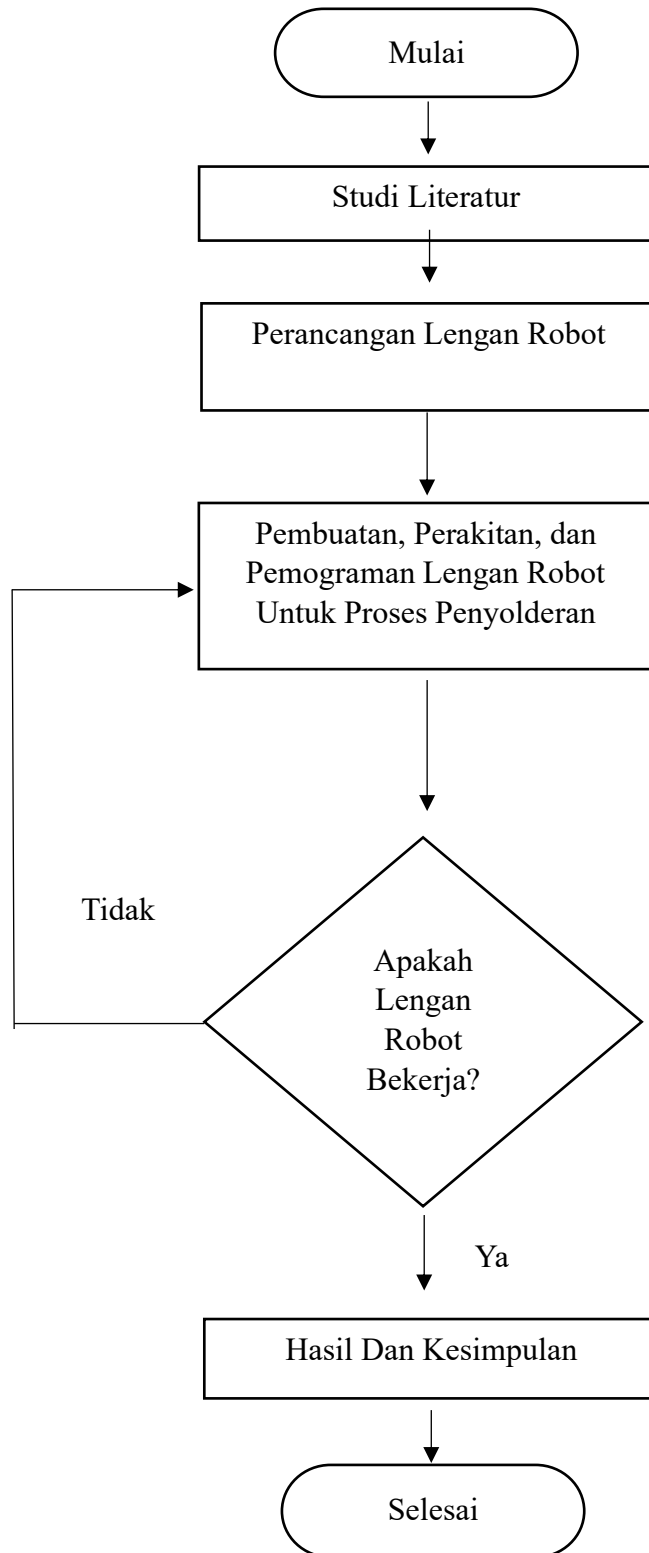 Mulai
Studi Literatur
Perancangan Lengan Robot
Pembuatan, Perakitan, dan
Pemograman Lengan Robot
Untuk Proses Penyolderan
Tidak
Apakah
Lengan
Robot
Bekerja?
Ya
Hasil Dan Kesimpulan
Selesai